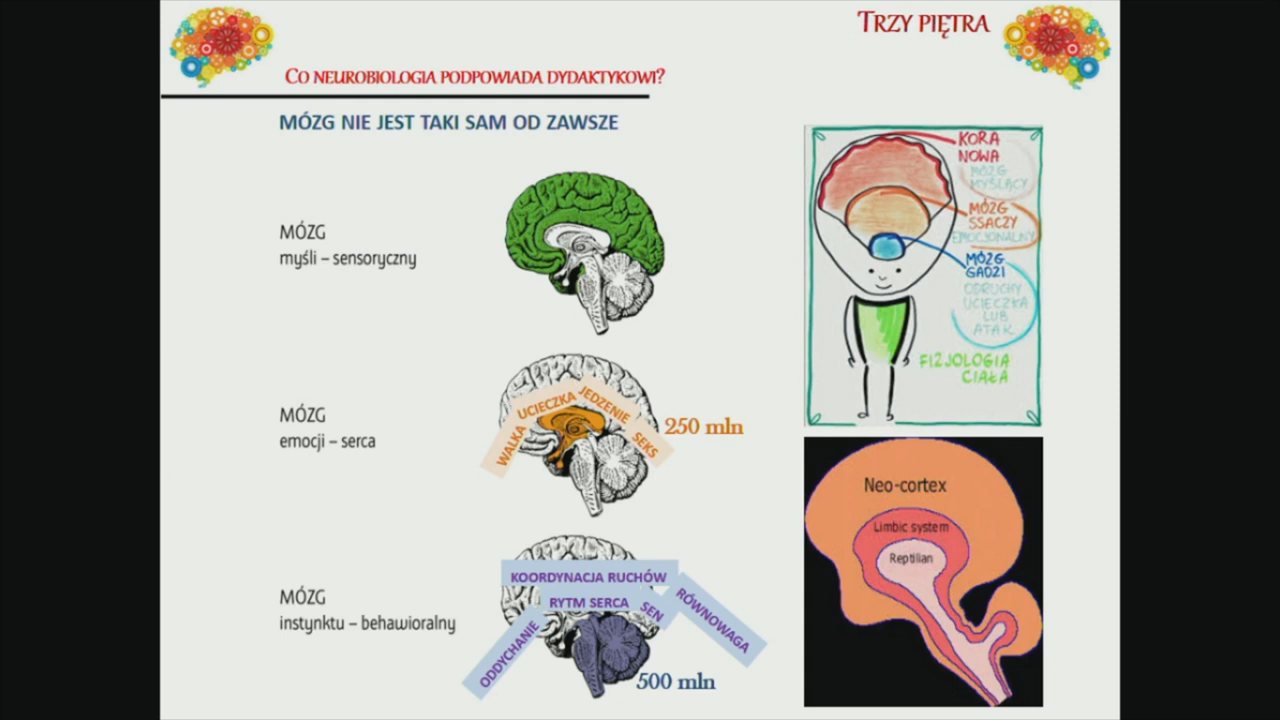 TRZY PIĘTRA
CO NEUROBIOLOGIA PODPOWIADA DYDAKTYKOWI?
MÓZG NIE JEST TAKI SAM OD ZAWSZE
MÓZG
myśli – sensoryczny
MÓZG
emocji – serca
WALKA
UCIECZKA
JEDZENIE
SEKS
250 mln
MÓZG
instynktu – behawioralny
KOORDYNACJA RUCHÓW
RYTM SERCA
SEN
RÓWNOWAGA
ODDYCHANIE
500 mln
KORA
NOWA
MÓZG
MYŚLĄCY
MÓZG
SSACZY
EMOCJONALNY
MÓZG
GADZI
ODRUCHY
UCIECZKA
LUB
ATAK
FIZJOLOGIA
CIAŁA
Neo-cortex
Limbic system
Reptilian